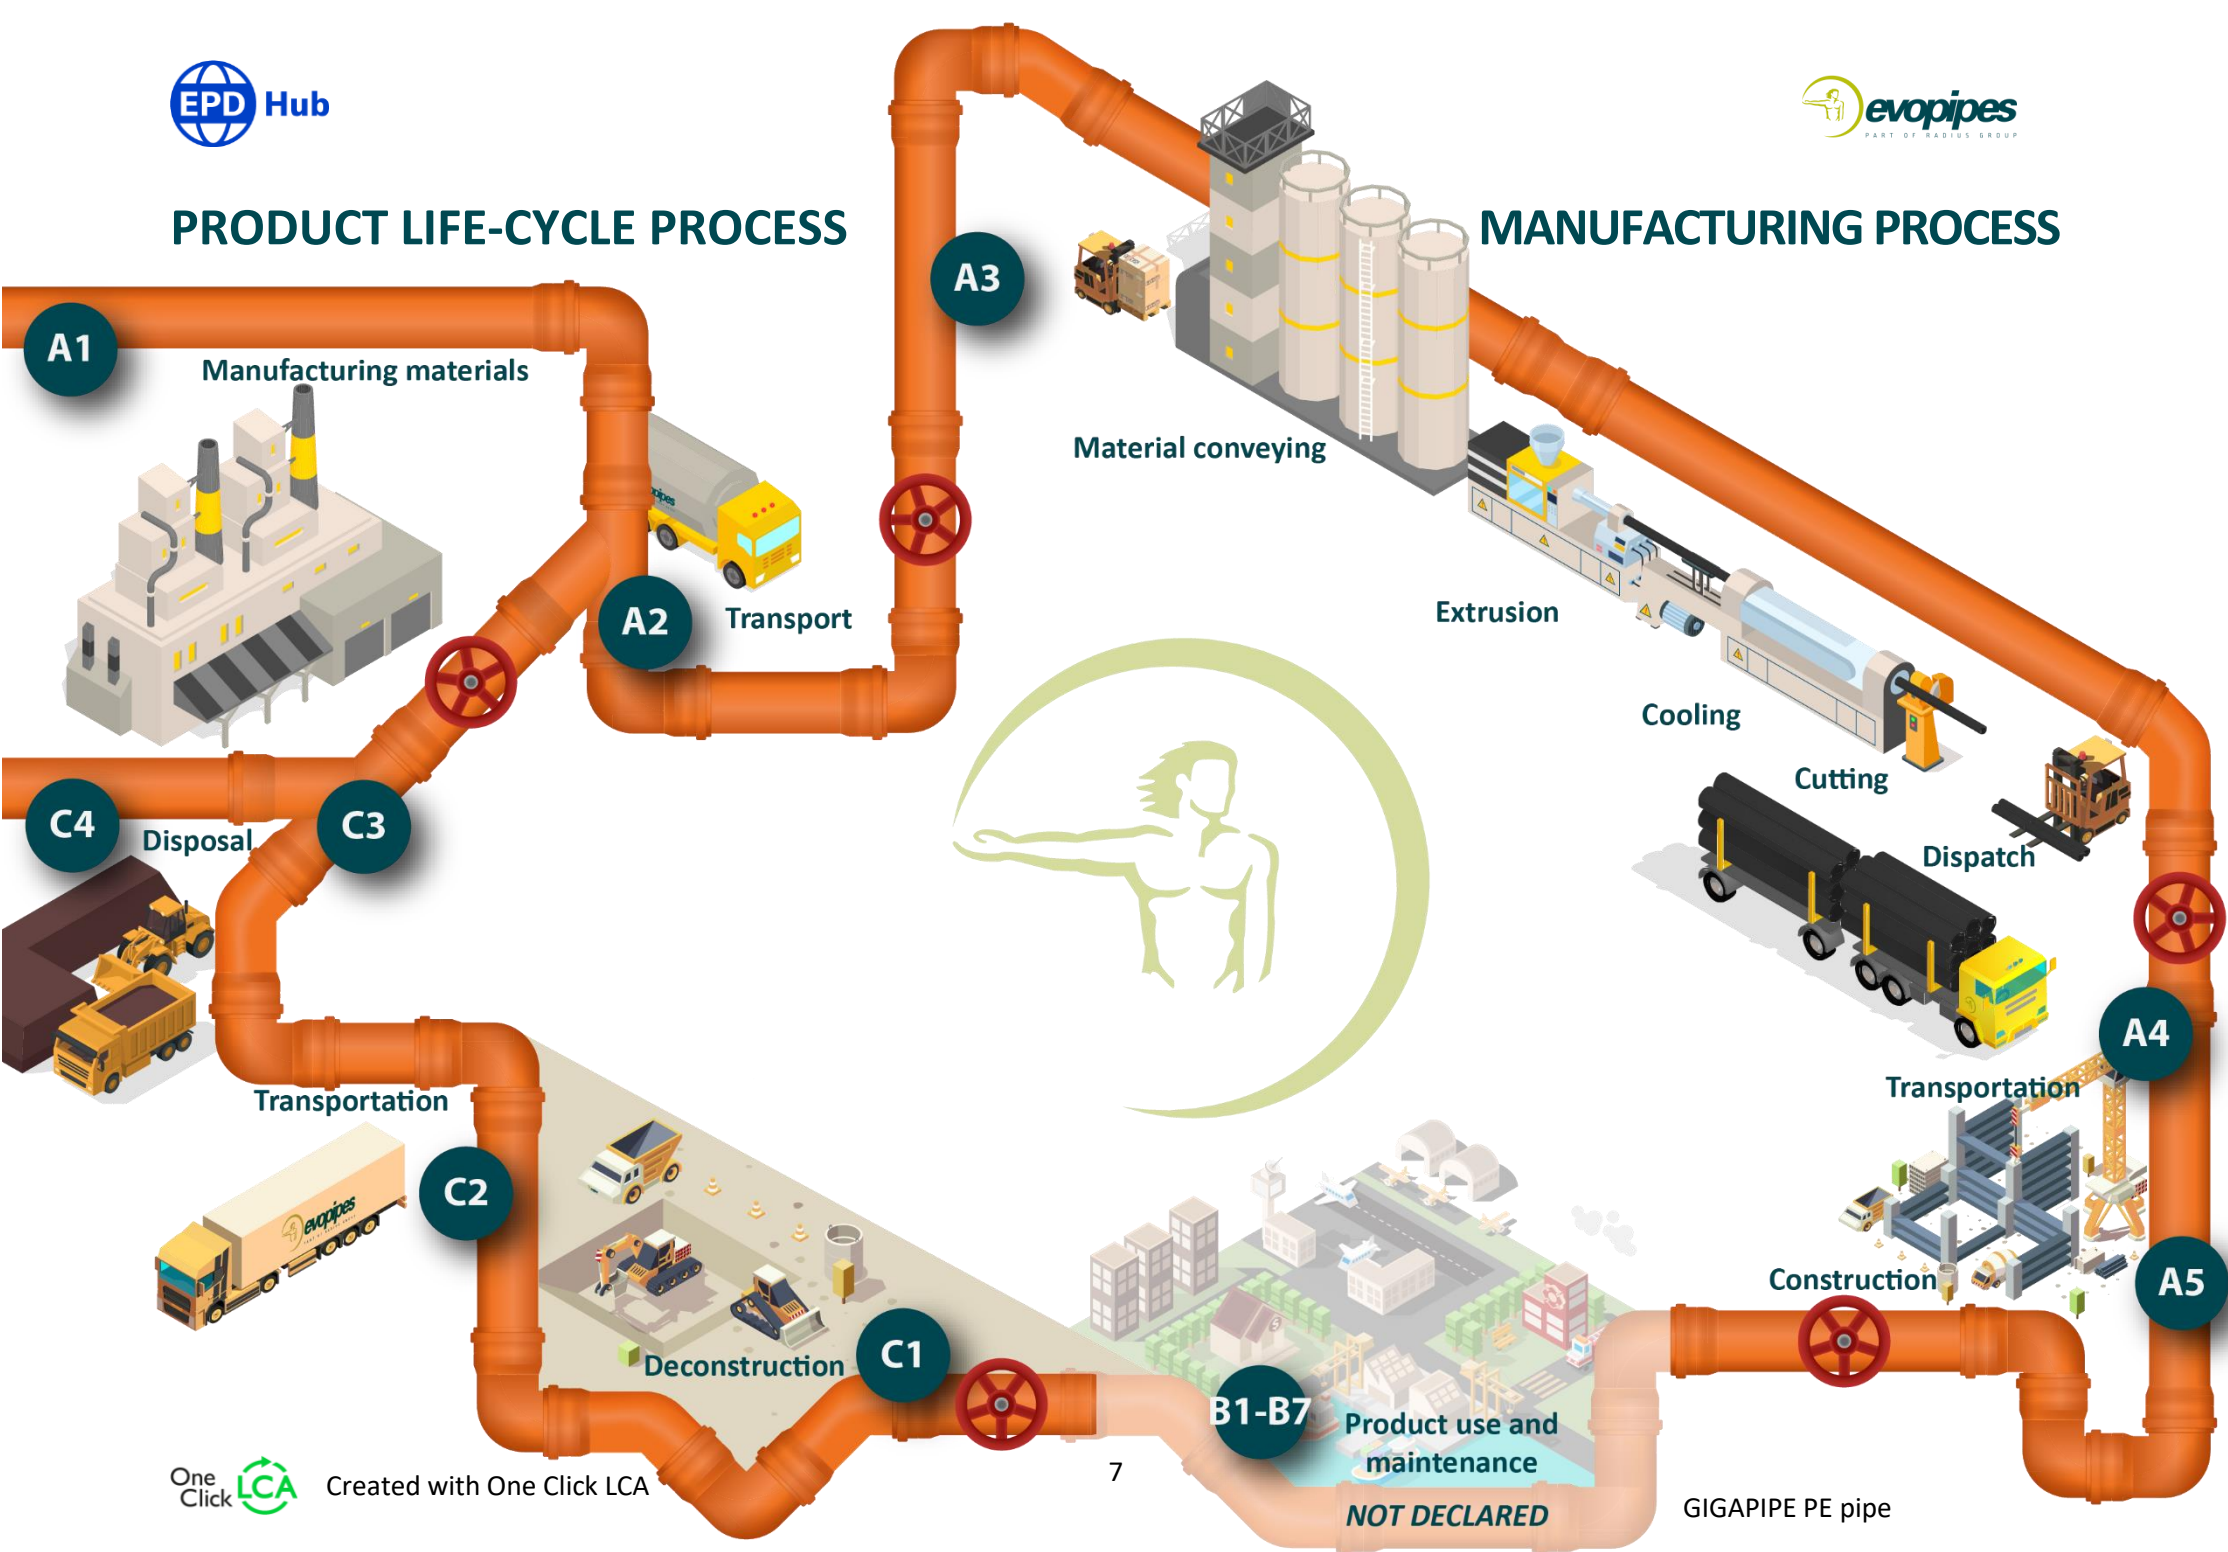 EPD Hub
evopipes
PART OF RADIUS GROUP
PRODUCT LIFE-CYCLE PROCESS
MANUFACTURING PROCESS
A1
Manufacturing materials
A2
Transport
A3
Material conveying
Extrusion
Cooling
Cutting
Dispatch
A4
Transportation
A5
Construction
B1-B7
Product use and
maintenance
NOT DECLARED
C1
Deconstruction
C2
Transportation
evopipes
C3
C4
Disposal
One
Click LCA
Created with One Click LCA
7
GIGAPIPE PE pipe